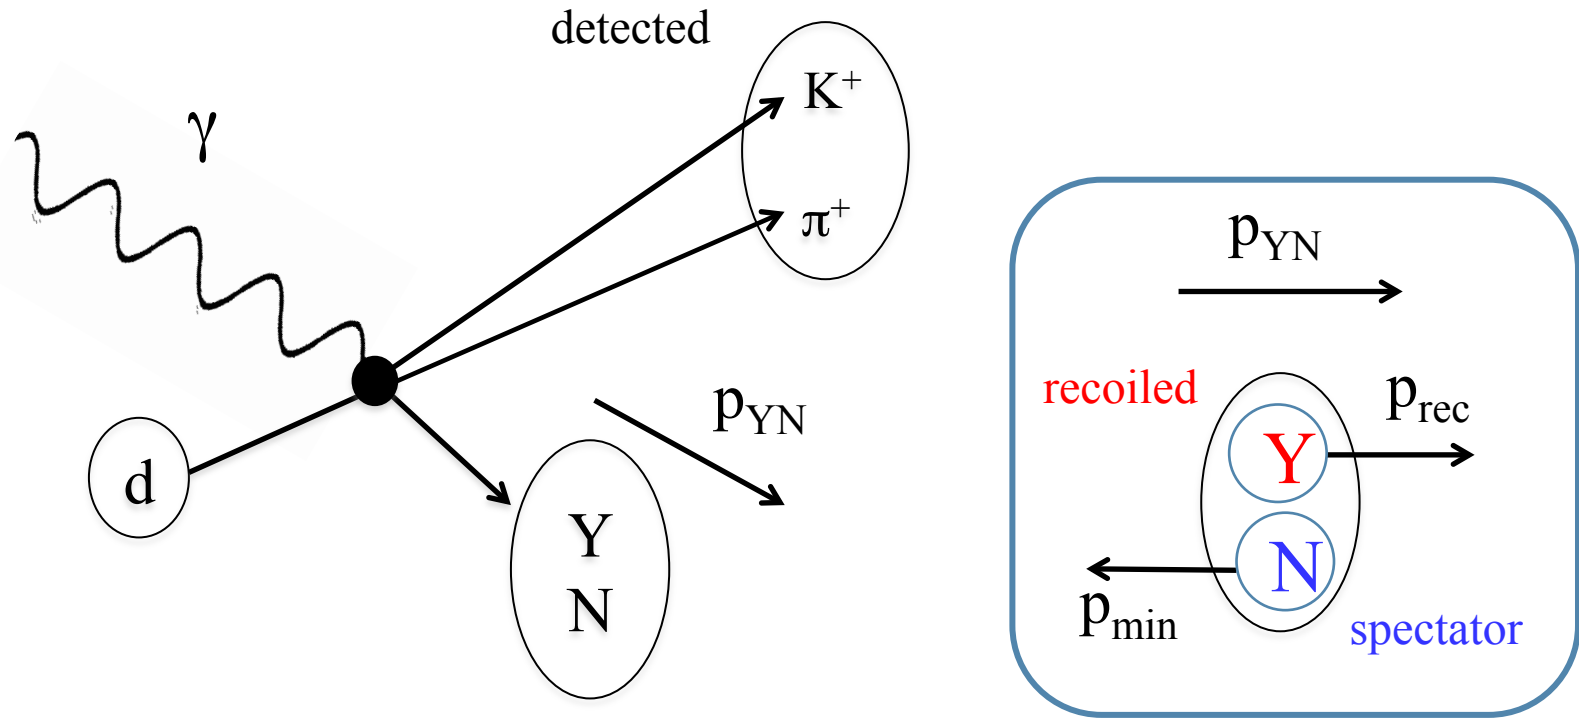 detected
K⁺
γ
π⁺
p_YN
d
Y
N
p_YN
recoiled
p_rec
Y
N
p_min
spectator